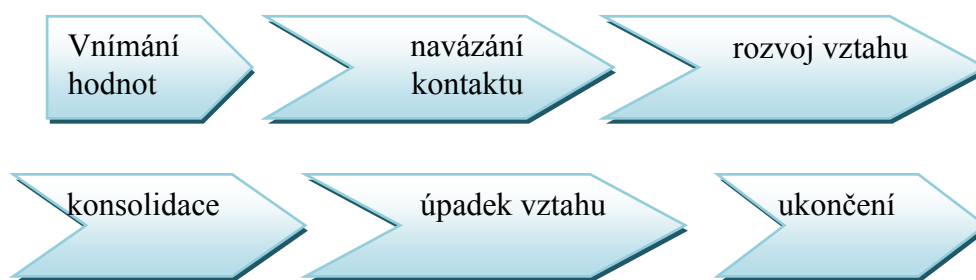 Vnímání
hodnot
navázání
kontaktu
rozvoj vztahu
konsolidace
úpadek vztahu
ukončení